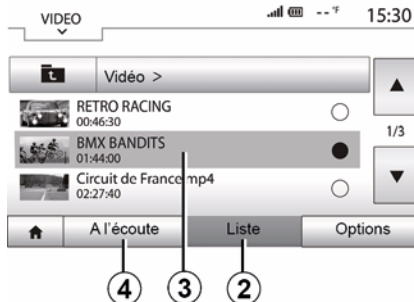 VIDEO --°F 15:30
Vidéo >
RETRO RACING
00:46:30
1/3
BMX BANDITS
01:44:00
Circuit de France mp4
02:27:40
A l'écoute Liste Options
4 3 2